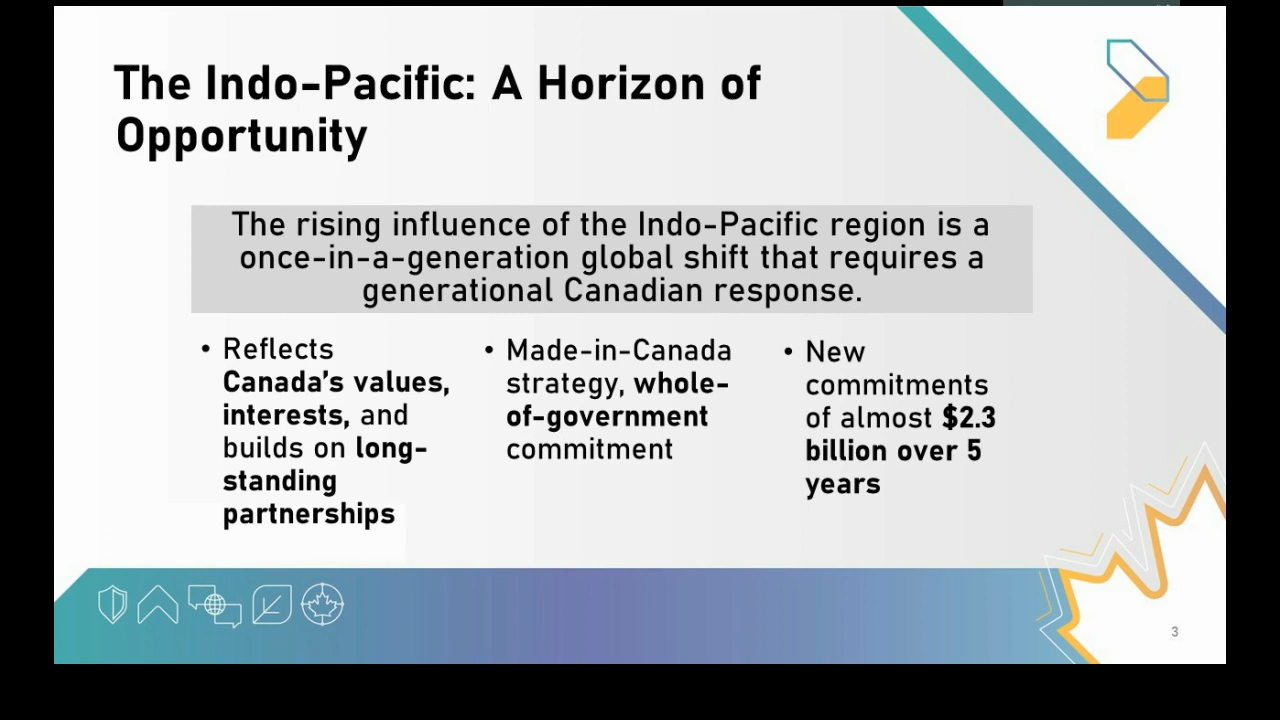 The Indo-Pacific: A Horizon of
Opportunity
The rising influence of the Indo-Pacific region is a
once-in-a-generation global shift that requires a
generational Canadian response.
• Reflects
Canada's values,
interests, and
builds on long-
standing
partnerships
• Made-in-Canada
strategy, whole-
of-government
commitment
• New
commitments
of almost $2.3
billion over 5
years
3